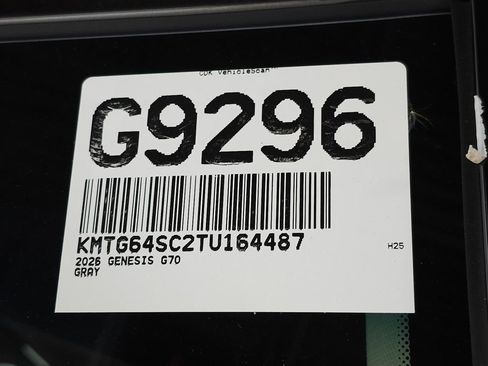 CDK VehicleScan
G9296
KMTG64SC2TU164487
H25
2026 GENESIS G70
GRAY